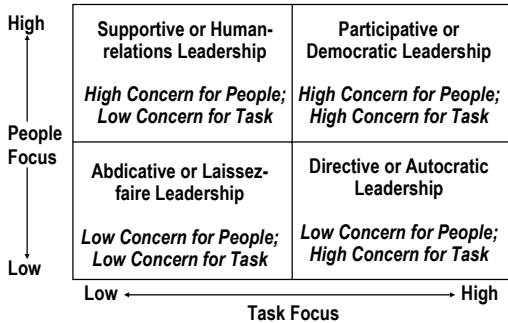 High
Supportive or Human-
relations Leadership
High Concern for People;
Low Concern for Task
Participative or
Democratic Leadership
High Concern for People;
High Concern for Task
People
Focus
Abdicative or Laissez-
faire Leadership
Low Concern for People;
Low Concern for Task
Directive or Autocratic
Leadership
Low Concern for People;
High Concern for Task
Low
Low
High
Task Focus